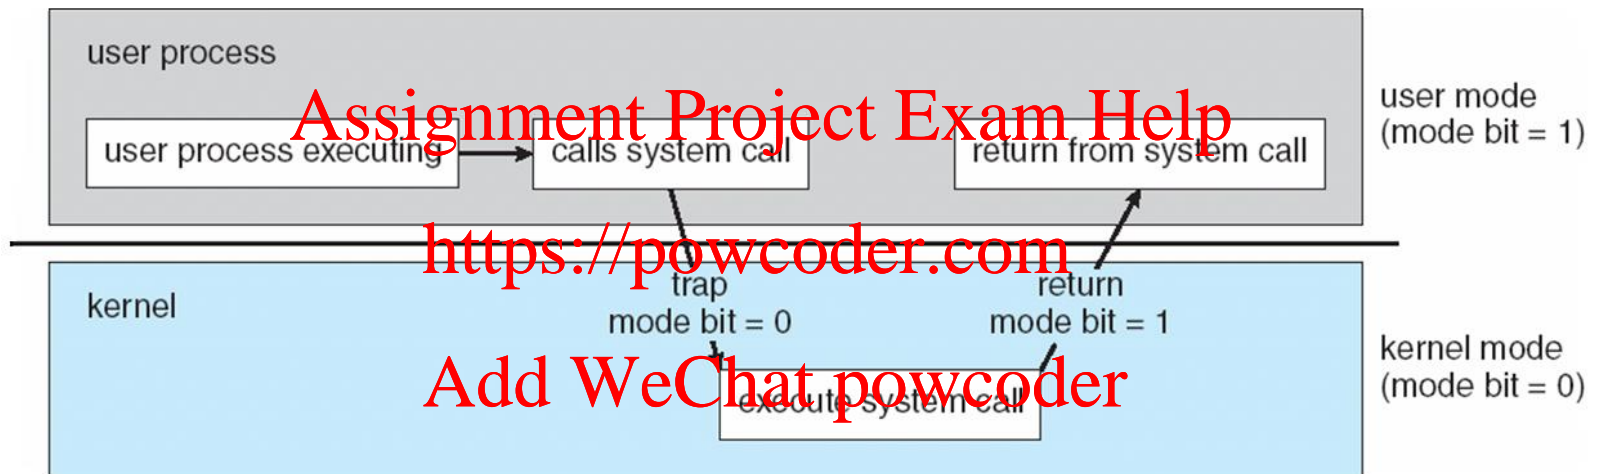 user process
Assignment Project Exam Help
user mode
(mode bit = 1)
user process executing
calls system call
return from system call
https://powcoder.com
trap
mode bit = 0
return
mode bit = 1
kernel
kernel mode
(mode bit = 0)
Add WeChat powcoder
execute system call